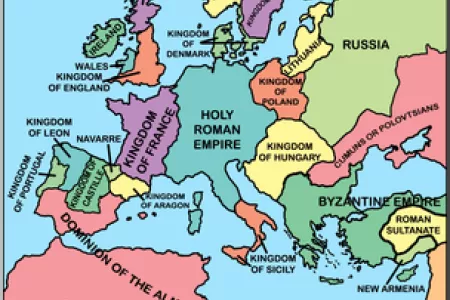 KINGDOM
IRELAND
KINGDOM
OF
DENMARK
LITHUANIA
RUSSIA
WALES
KINGDOM
OF ENGLAND
KINGDOM
OF
POLAND
HOLY
ROMAN
EMPIRE
KINGDOM
OF FRANCE
KINGDOM
OF LEON
NAVARRE
KINGDOM
OF HUNGARY
CUMUNS OR POLOVTSIANS
KINGDOM
OF PORTUGAL
KINGDOM OF
CASTILE
KINGDOM
OF ARAGON
BYZANTINE EMPIRE
ROMAN
SULTANATE
DOMINION OF THE
KINGDOM
OF SICILY
NEW ARMENIA